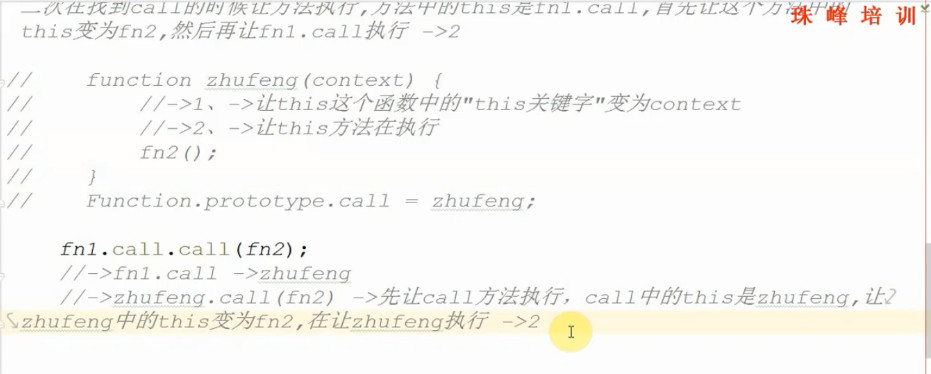 二次在找到call的时候让方法执行,方法中的this是fn1.call,首先让这个方法中的
珠峰培训
this变为fn2,然后再让fn1.call执行 ->2
//    function zhufeng(context) {
//        //->1、->让this这个函数中的"this关键字"变为context
//        //->2、->让this方法在执行
//        fn2();
//    }
//    Function.prototype.call = zhufeng;
fn1.call.call(fn2);
//->fn1.call ->zhufeng
//->zhufeng.call(fn2) ->先让call方法执行，call中的this是zhufeng,让
zhufeng中的this变为fn2,在让zhufeng执行 ->2